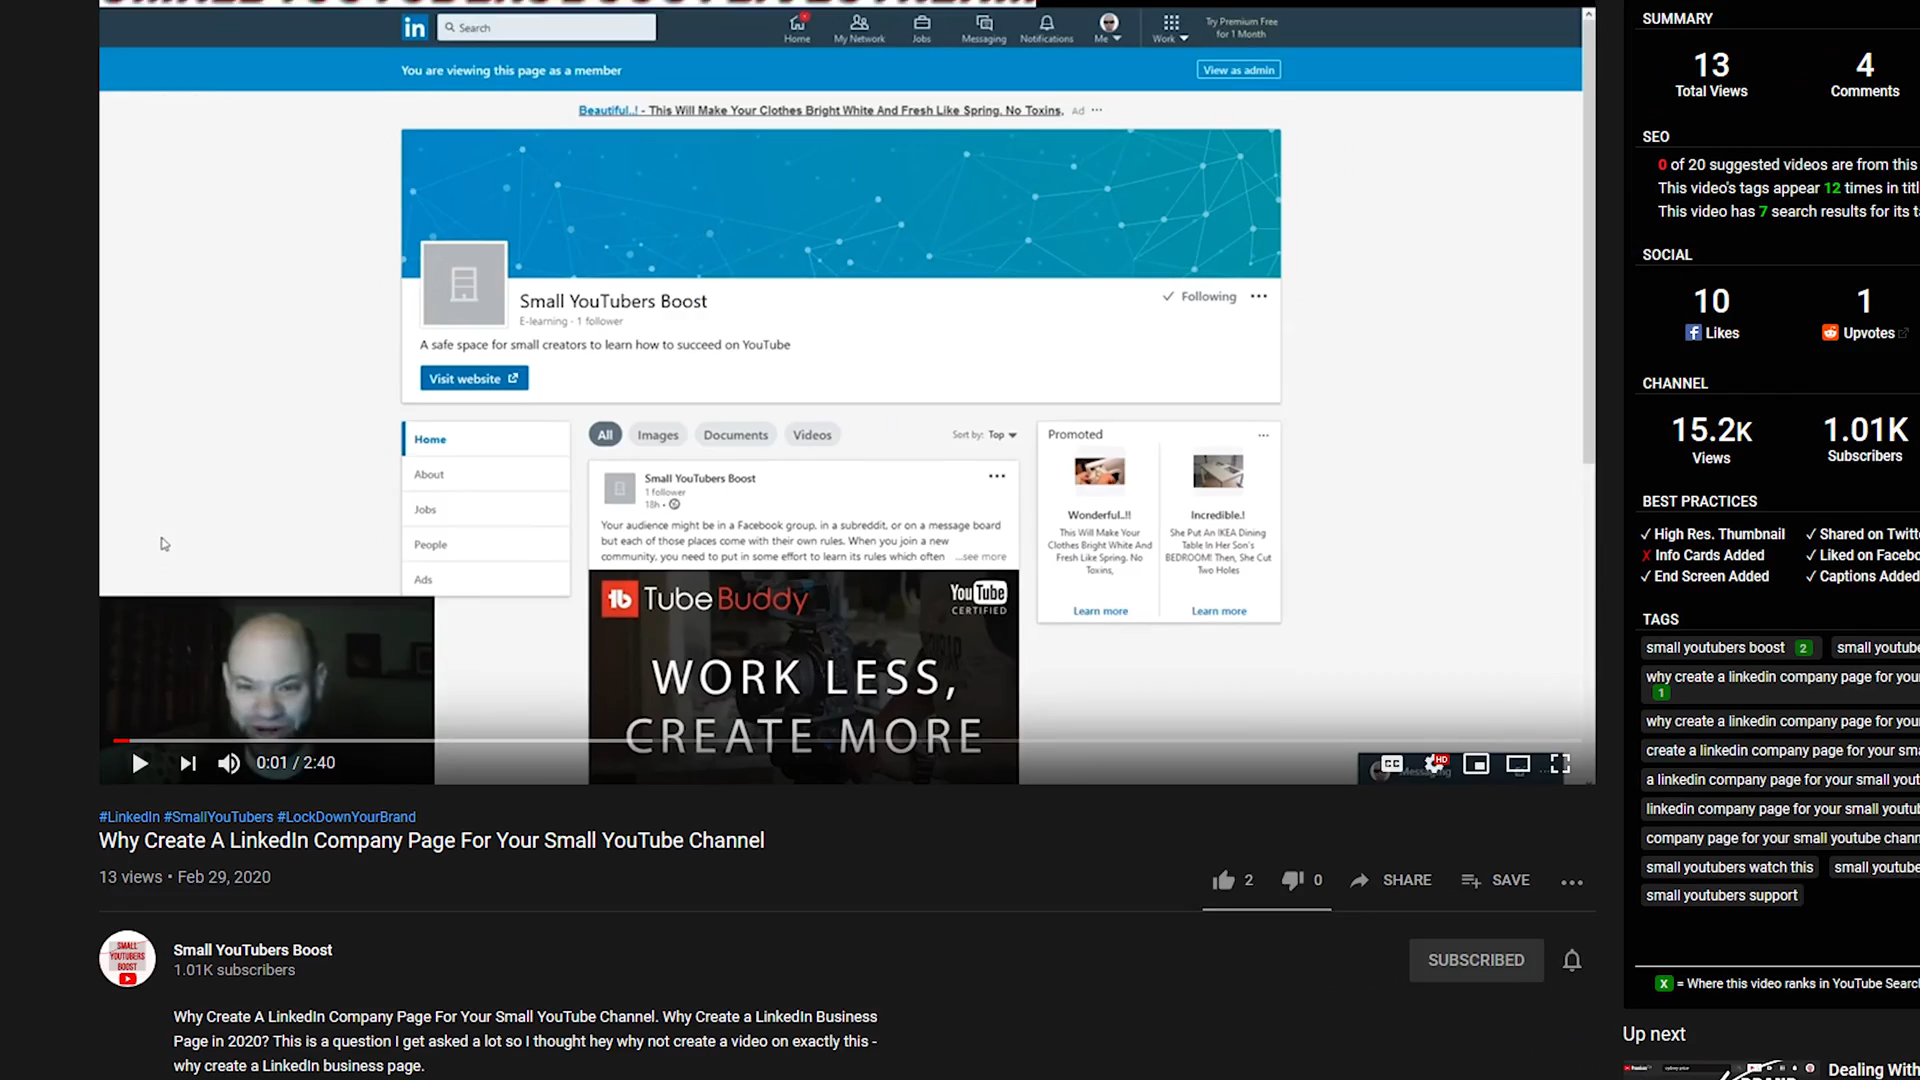 Search
Home
My Network
Jobs
Messaging
Notifications
Me
Work
Try Premium Free
for 1 Month
You are viewing this page as a member
View as admin
Beautiful..! - This Will Make Your Clothes Bright White And Fresh Like Spring. No Toxins. Ad ...
Small YouTubers Boost
E-learning · 1 follower
Following
A safe space for small creators to learn how to succeed on YouTube
Visit website
Home
About
Jobs
People
Ads
All
Images
Documents
Videos
Sort by: Top
Small YouTubers Boost
1 follower
18h •
Your audience might be in a Facebook group, in a subreddit, or on a message board
but each of those places come with their own rules. When you join a new
community, you need to put in some effort to learn its rules which often ...see more
tb TubeBuddy
YouTube
CERTIFIED
WORK LESS,
CREATE MORE
Promoted
Wonderful..!!
This Will Make Your
Clothes Bright White And
Fresh Like Spring. No
Toxins,
Learn more
Incredible.!
She Put An IKEA Dining
Table In Her Son's
BEDROOM! Then, She Cut
Two Holes
Learn more
0:01 / 2:40
CC
HD
#LinkedIn #SmallYouTubers #LockDownYourBrand
Why Create A LinkedIn Company Page For Your Small YouTube Channel
13 views • Feb 29, 2020
2
0
SHARE
SAVE
SMALL
YOUTUBERS
BOOST
Small YouTubers Boost
1.01K subscribers
SUBSCRIBED
Why Create A LinkedIn Company Page For Your Small YouTube Channel. Why Create a LinkedIn Business
Page in 2020? This is a question I get asked a lot so I thought hey why not create a video on exactly this -
why create a LinkedIn business page.
SUMMARY
13
Total Views
4
Comments
SEO
0 of 20 suggested videos are from this
This video's tags appear 12 times in titl
This video has 7 search results for its ta
SOCIAL
10
Likes
1
Upvotes
CHANNEL
15.2K
Views
1.01K
Subscribers
BEST PRACTICES
✓ High Res. Thumbnail
✓ Shared on Twitt
X Info Cards Added
✓ Liked on Facebo
✓ End Screen Added
✓ Captions Added
TAGS
small youtubers boost 2
small youtube
why create a linkedin company page for your
1
why create a linkedin company page for your
create a linkedin company page for your sma
a linkedin company page for your small yout
linkedin company page for your small youtub
company page for your small youtube chann
small youtubers watch this
small youtube
small youtubers support
X = Where this video ranks in YouTube Searc
Up next
Dealing With